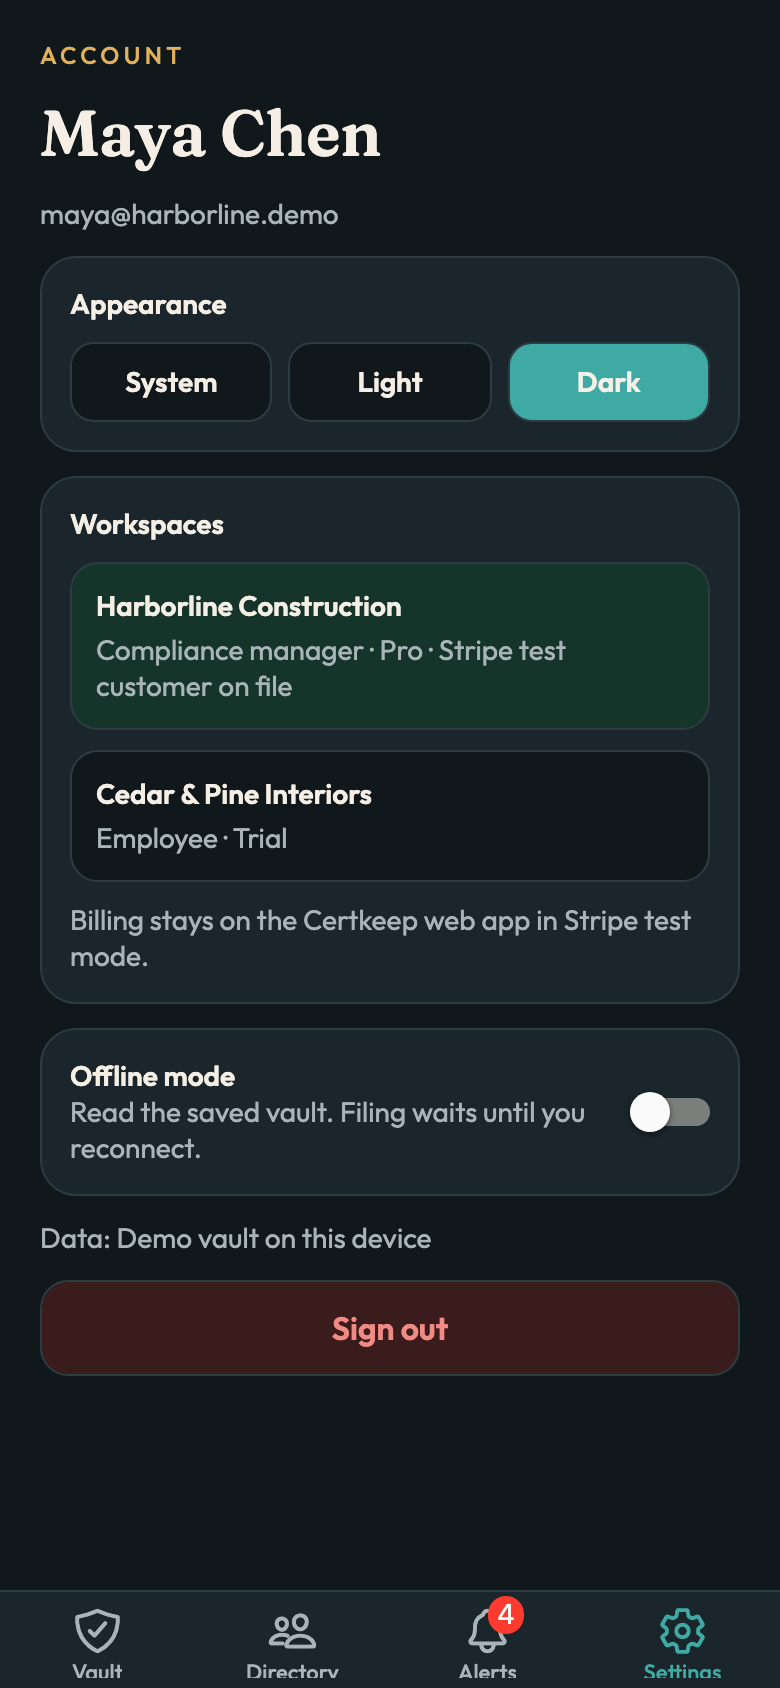 ACCOUNT
Maya Chen
maya@harborline.demo
Appearance
System
Light
Dark
Workspaces
Harborline Construction
Compliance manager · Pro · Stripe test
customer on file
Cedar & Pine Interiors
Employee · Trial
Billing stays on the Certkeep web app in Stripe test
mode.
Offline mode
Read the saved vault. Filing waits until you
reconnect.
Data: Demo vault on this device
Sign out
4
Vault
Directory
Alerts
Settings